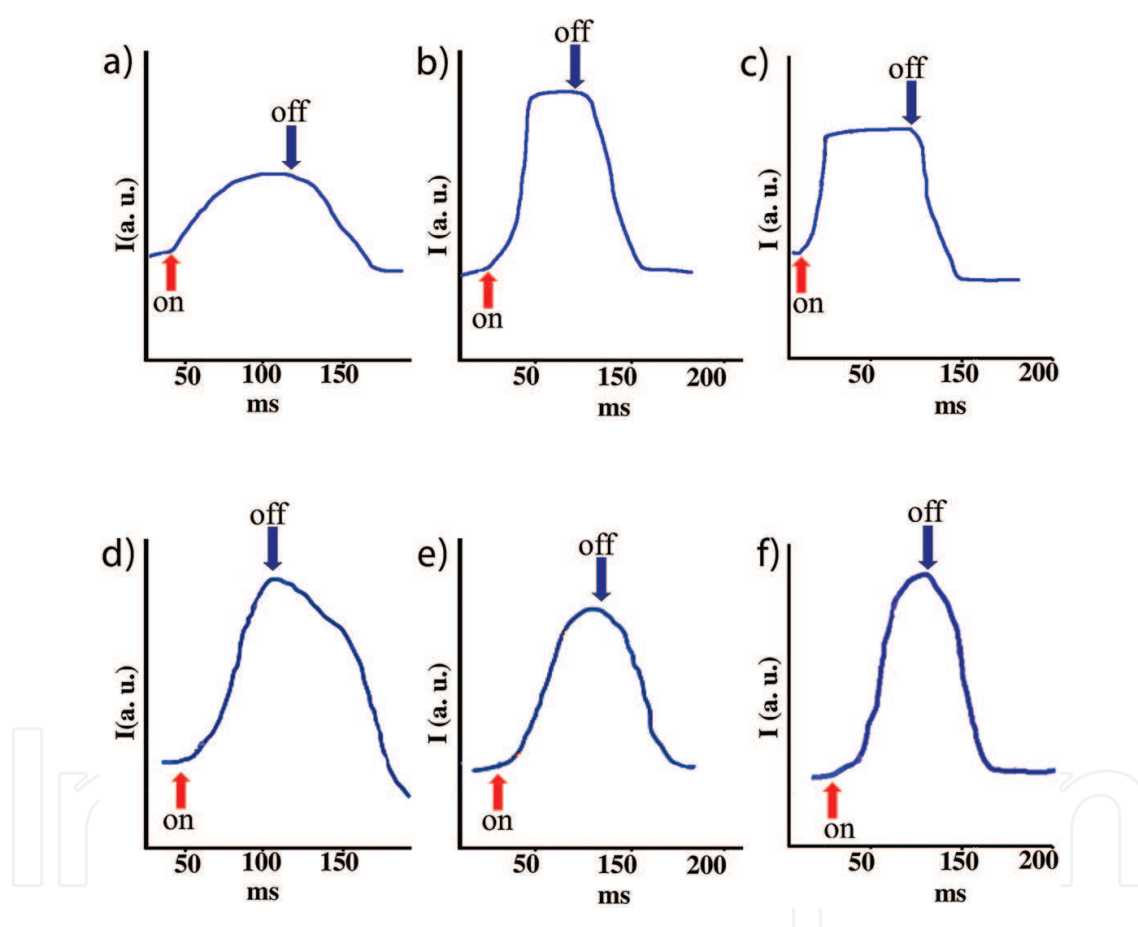 a)
off
I(a. u.)
on
50 100 150
ms
b)
off
I (a. u.)
on
50 150 200
ms
c)
off
I (a. u.)
on
50 150 200
ms
d)
off
I(a. u.)
on
50 100 150
ms
e)
off
I (a. u.)
on
50 150 200
ms
f)
off
I (a. u.)
on
50 150 200
ms